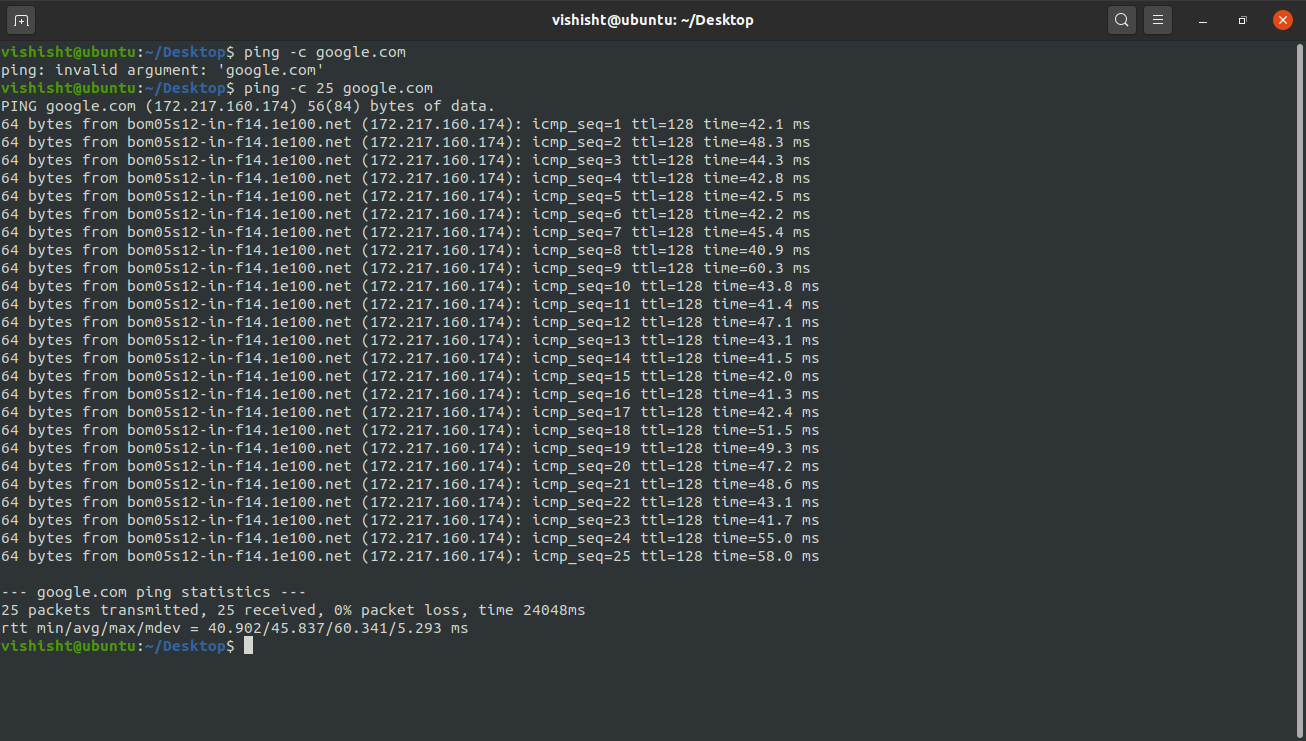 vishisht@ubuntu: ~/Desktop
vishisht@ubuntu:~/Desktop$ ping -c google.com
ping: invalid argument: 'google.com'
vishisht@ubuntu:~/Desktop$ ping -c 25 google.com
PING google.com (172.217.160.174) 56(84) bytes of data.
64 bytes from bom05s12-in-f14.1e100.net (172.217.160.174): icmp_seq=1 ttl=128 time=42.1 ms
64 bytes from bom05s12-in-f14.1e100.net (172.217.160.174): icmp_seq=2 ttl=128 time=48.3 ms
64 bytes from bom05s12-in-f14.1e100.net (172.217.160.174): icmp_seq=3 ttl=128 time=44.3 ms
64 bytes from bom05s12-in-f14.1e100.net (172.217.160.174): icmp_seq=4 ttl=128 time=42.8 ms
64 bytes from bom05s12-in-f14.1e100.net (172.217.160.174): icmp_seq=5 ttl=128 time=42.5 ms
64 bytes from bom05s12-in-f14.1e100.net (172.217.160.174): icmp_seq=6 ttl=128 time=42.2 ms
64 bytes from bom05s12-in-f14.1e100.net (172.217.160.174): icmp_seq=7 ttl=128 time=45.4 ms
64 bytes from bom05s12-in-f14.1e100.net (172.217.160.174): icmp_seq=8 ttl=128 time=40.9 ms
64 bytes from bom05s12-in-f14.1e100.net (172.217.160.174): icmp_seq=9 ttl=128 time=60.3 ms
64 bytes from bom05s12-in-f14.1e100.net (172.217.160.174): icmp_seq=10 ttl=128 time=43.8 ms
64 bytes from bom05s12-in-f14.1e100.net (172.217.160.174): icmp_seq=11 ttl=128 time=41.4 ms
64 bytes from bom05s12-in-f14.1e100.net (172.217.160.174): icmp_seq=12 ttl=128 time=47.1 ms
64 bytes from bom05s12-in-f14.1e100.net (172.217.160.174): icmp_seq=13 ttl=128 time=43.1 ms
64 bytes from bom05s12-in-f14.1e100.net (172.217.160.174): icmp_seq=14 ttl=128 time=41.5 ms
64 bytes from bom05s12-in-f14.1e100.net (172.217.160.174): icmp_seq=15 ttl=128 time=42.0 ms
64 bytes from bom05s12-in-f14.1e100.net (172.217.160.174): icmp_seq=16 ttl=128 time=41.3 ms
64 bytes from bom05s12-in-f14.1e100.net (172.217.160.174): icmp_seq=17 ttl=128 time=42.4 ms
64 bytes from bom05s12-in-f14.1e100.net (172.217.160.174): icmp_seq=18 ttl=128 time=51.5 ms
64 bytes from bom05s12-in-f14.1e100.net (172.217.160.174): icmp_seq=19 ttl=128 time=49.3 ms
64 bytes from bom05s12-in-f14.1e100.net (172.217.160.174): icmp_seq=20 ttl=128 time=47.2 ms
64 bytes from bom05s12-in-f14.1e100.net (172.217.160.174): icmp_seq=21 ttl=128 time=48.6 ms
64 bytes from bom05s12-in-f14.1e100.net (172.217.160.174): icmp_seq=22 ttl=128 time=43.1 ms
64 bytes from bom05s12-in-f14.1e100.net (172.217.160.174): icmp_seq=23 ttl=128 time=41.7 ms
64 bytes from bom05s12-in-f14.1e100.net (172.217.160.174): icmp_seq=24 ttl=128 time=55.0 ms
64 bytes from bom05s12-in-f14.1e100.net (172.217.160.174): icmp_seq=25 ttl=128 time=58.0 ms
--- google.com ping statistics ---
25 packets transmitted, 25 received, 0% packet loss, time 24048ms
rtt min/avg/max/mdev = 40.902/45.837/60.341/5.293 ms
vishisht@ubuntu:~/Desktop$